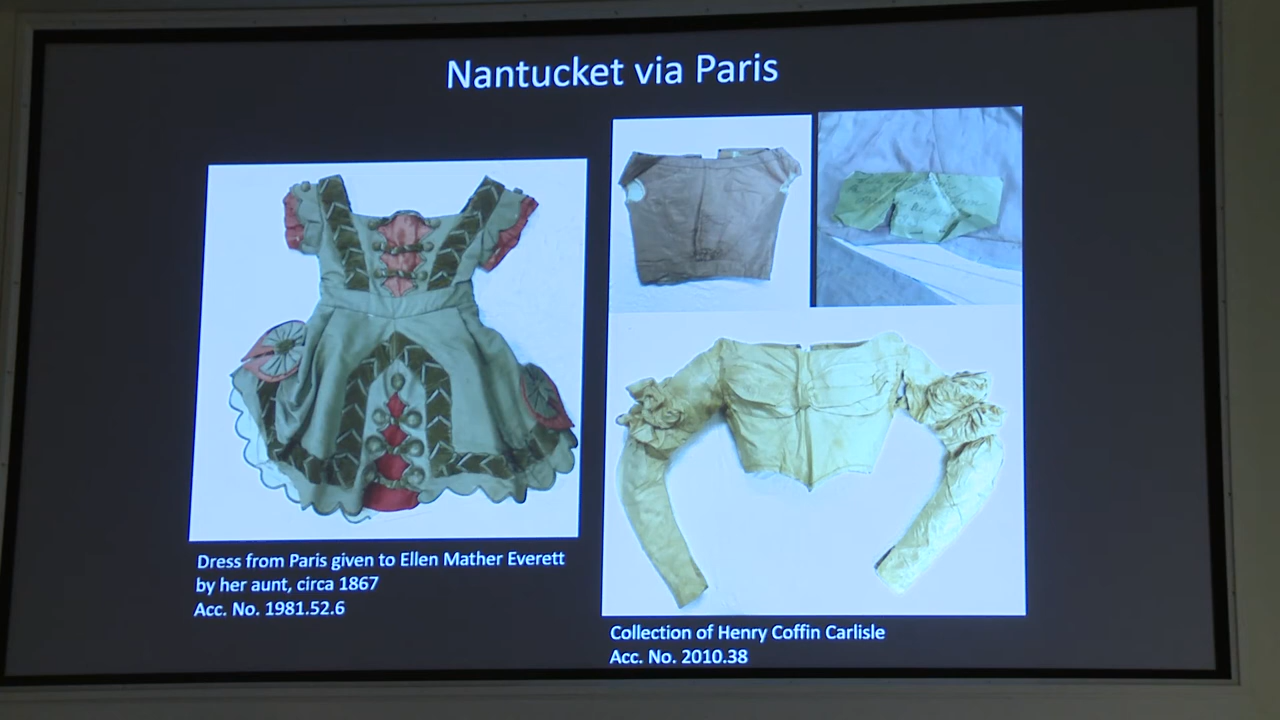 Nantucket via Paris
Dress from Paris given to Ellen Mather Everett
by her aunt, circa 1867
Acc. No. 1981.52.6
Collection of Henry Coffin Carlisle
Acc. No. 2010.38